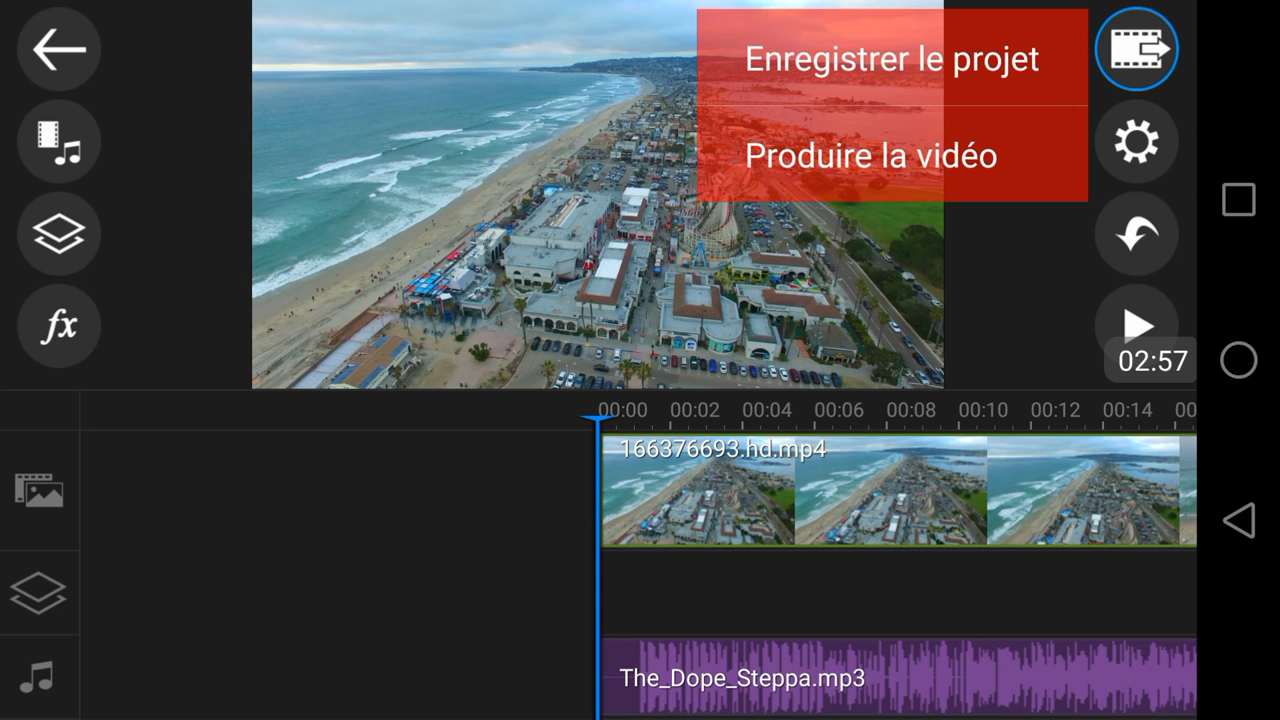 Enregistrer le projet
Produire la vidéo
fx
02:57
00:00 00:02 00:04 00:06 00:08 00:10 00:12 00:14 00
166376693.hd.mp4
The_Dope_Steppa.mp3